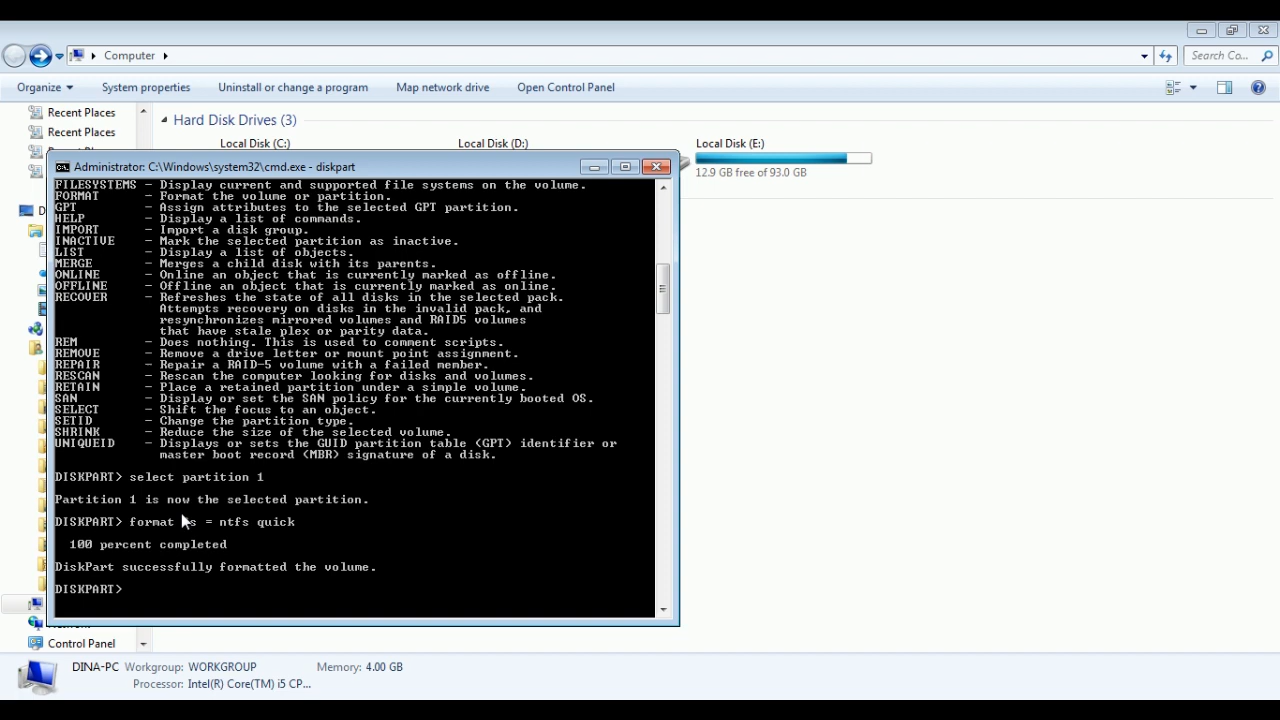 Computer
Search Co...
Organize
System properties
Uninstall or change a program
Map network drive
Open Control Panel
Recent Places
Recent Places
Hard Disk Drives (3)
Local Disk (C:)
Local Disk (D:)
Local Disk (E:)
12.9 GB free of 93.0 GB
Administrator: C:\Windows\system32\cmd.exe - diskpart
FILESYSTEMS - Display current and supported file systems on the volume.
FORMAT - Format the volume or partition.
GPT - Assign attributes to the selected GPT partition.
HELP - Display a list of commands.
IMPORT - Import a disk group.
INACTIVE - Mark the selected partition as inactive.
LIST - Display a list of objects.
MERGE - Merges a child disk with its parents.
ONLINE - Online an object that is currently marked as offline.
OFFLINE - Offline an object that is currently marked as online.
RECOVER - Refreshes the state of all disks in the selected pack.
Attempts recovery on disks in the invalid pack, and
resynchronizes mirrored volumes and RAID5 volumes
that have stale plex or parity data.
REM - Does nothing. This is used to comment scripts.
REMOVE - Remove a drive letter or mount point assignment.
REPAIR - Repair a RAID-5 volume with a failed member.
RESCAN - Rescan the computer looking for disks and volumes.
RETAIN - Place a retained partition under a simple volume.
SAN - Display or set the SAN policy for the currently booted OS.
SELECT - Shift the focus to an object.
SETID - Change the partition type.
SHRINK - Reduce the size of the selected volume.
UNIQUEID - Displays or sets the GUID partition table (GPT) identifier or
master boot record (MBR) signature of a disk.
DISKPART> select partition 1
Partition 1 is now the selected partition.
DISKPART> format s = ntfs quick
100 percent completed
DiskPart successfully formatted the volume.
DISKPART>
Control Panel
DINA-PC Workgroup: WORKGROUP Memory: 4.00 GB
Processor: Intel(R) Core(TM) i5 CP...